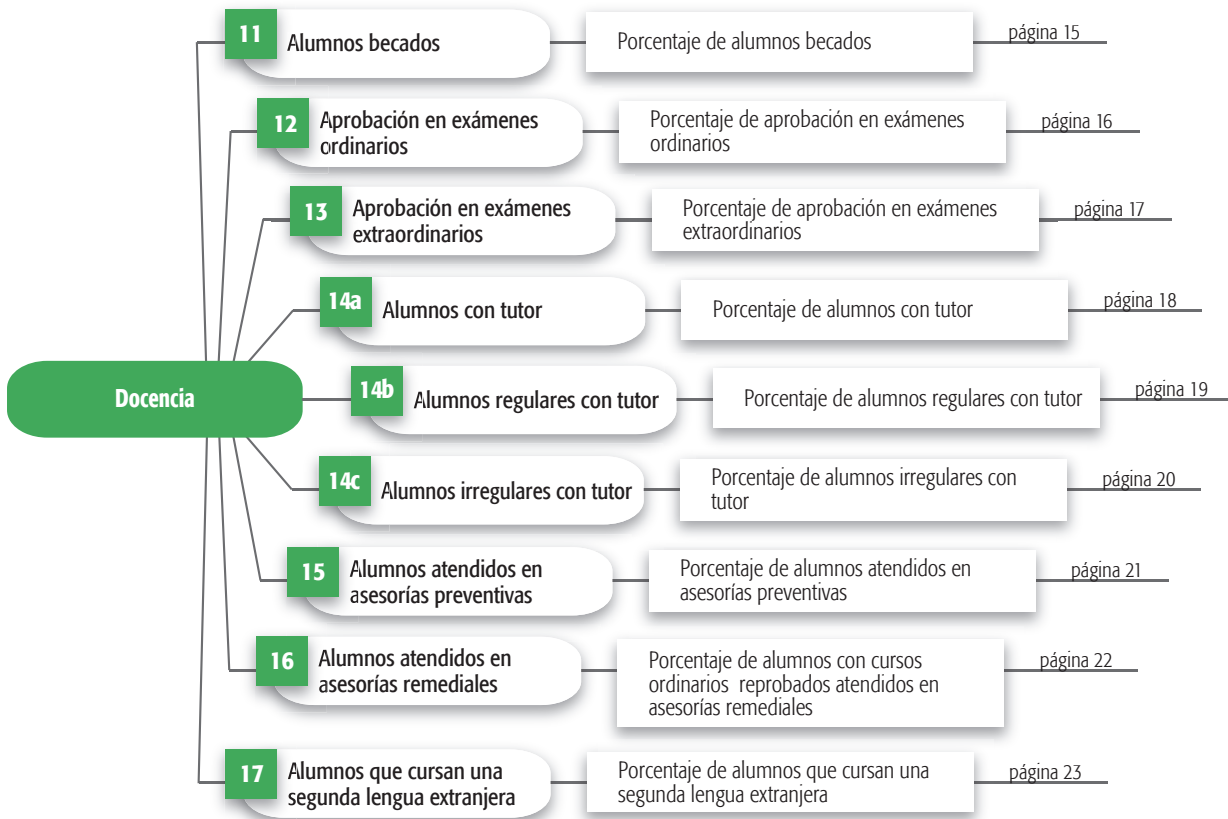 11
Alumnos becados
Porcentaje de alumnos becados
página 15
12
Aprobación en exámenes
ordinarios
Porcentaje de aprobación en exámenes
ordinarios
página 16
13
Aprobación en exámenes
extraordinarios
Porcentaje de aprobación en exámenes
extraordinarios
página 17
14a
Alumnos con tutor
Porcentaje de alumnos con tutor
página 18
Docencia
14b
Alumnos regulares con tutor
Porcentaje de alumnos regulares con tutor
página 19
14c
Alumnos irregulares con tutor
Porcentaje de alumnos irregulares con
tutor
página 20
15
Alumnos atendidos en
asesorías preventivas
Porcentaje de alumnos atendidos en
asesorías preventivas
página 21
16
Alumnos atendidos en
asesorías remediales
Porcentaje de alumnos con cursos
ordinarios reprobados atendidos en
asesorías remediales
página 22
17
Alumnos que cursan una
segunda lengua extranjera
Porcentaje de alumnos que cursan una
segunda lengua extranjera
página 23